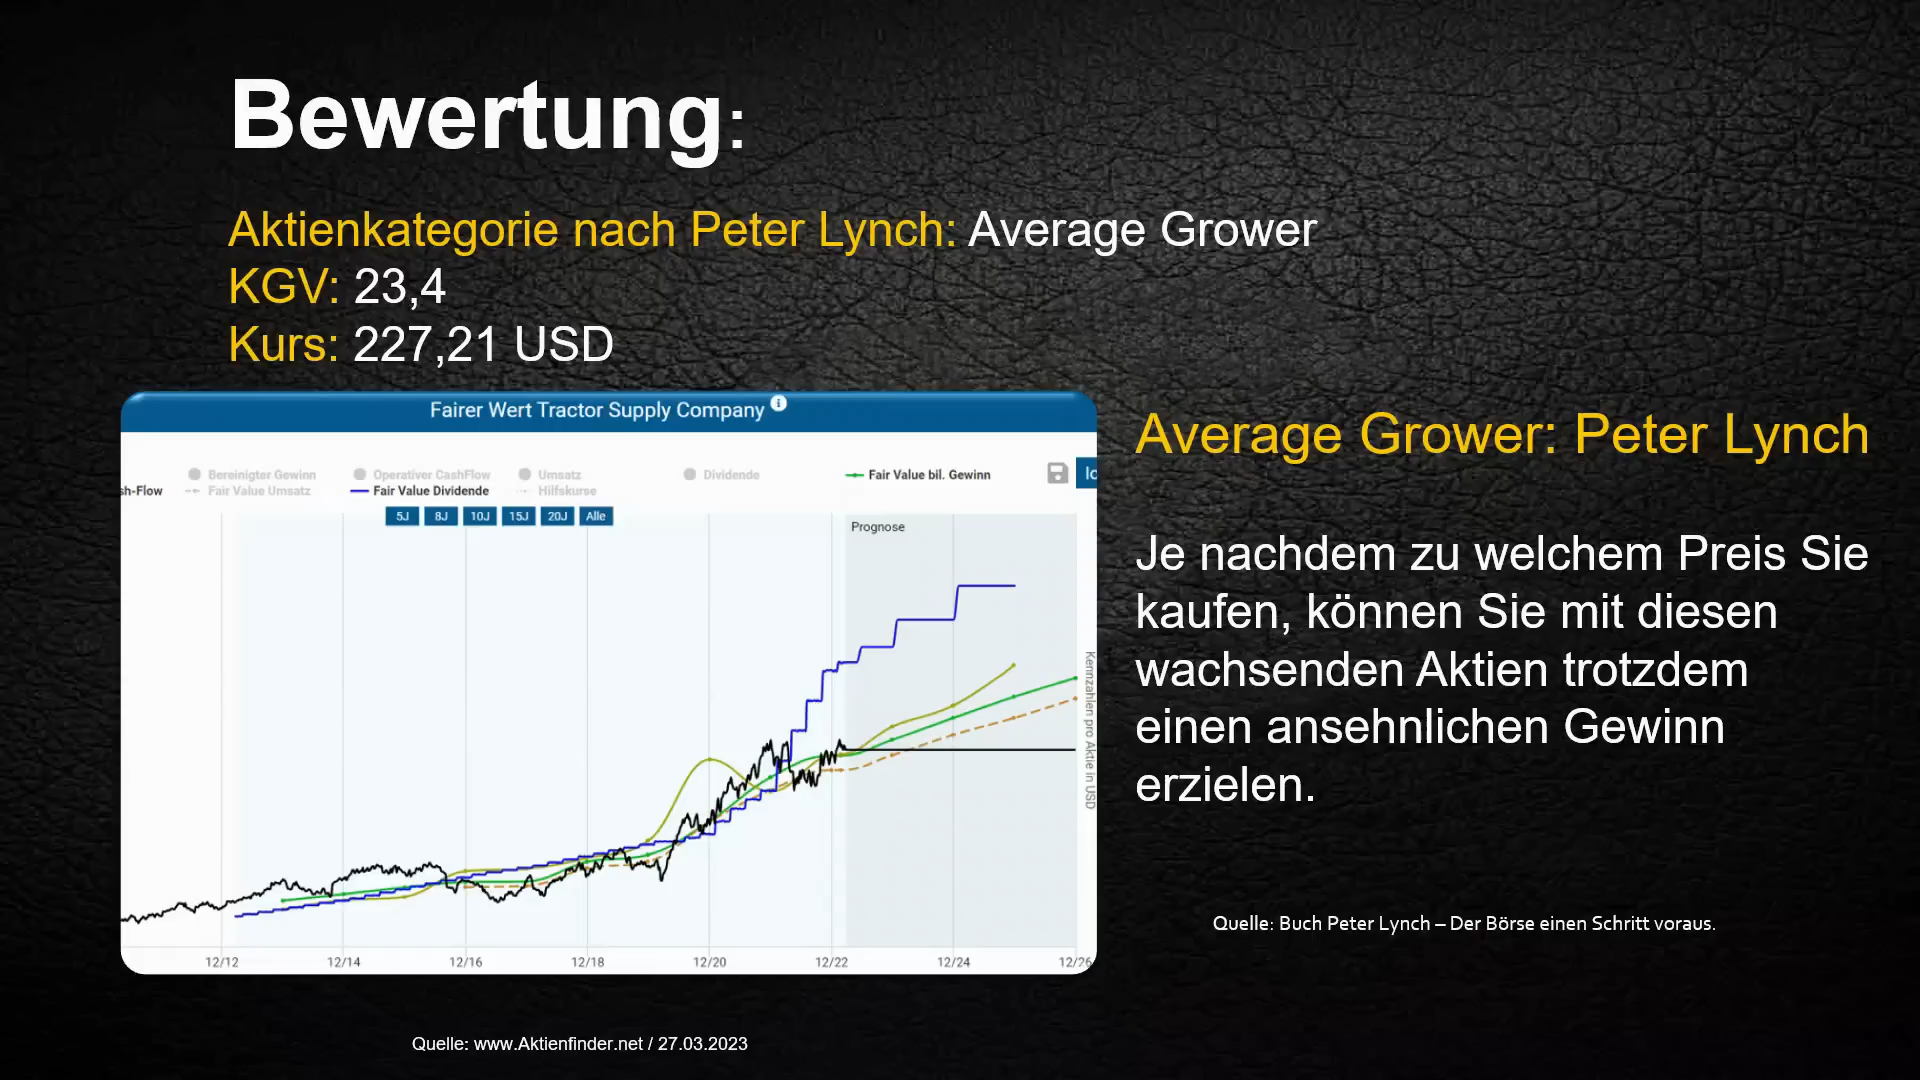 Bewertung:
Aktienkategorie nach Peter Lynch: Average Grower
KGV: 23,4
Kurs: 227,21 USD
Fairer Wert Tractor Supply Company
Bereinigter Gewinn Operativer CashFlow Umsatz Dividende Fair Value bil. Gewinn
sh-Flow Fair Value Umsatz Fair Value Dividende Hilfskurse
5J 8J 10J 15J 20J Alle
Prognose
Kennzahlen pro Aktie in USD
12/12 12/14 12/16 12/18 12/20 12/22 12/24 12/26
Average Grower: Peter Lynch
Je nachdem zu welchem Preis Sie
kaufen, können Sie mit diesen
wachsenden Aktien trotzdem
einen ansehnlichen Gewinn
erzielen.
Quelle: Buch Peter Lynch – Der Börse einen Schritt voraus.
Quelle: www.Aktienfinder.net / 27.03.2023